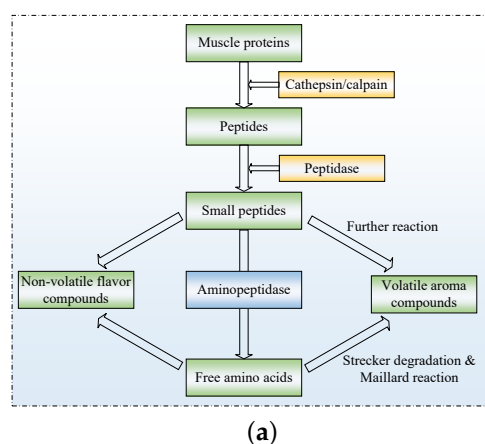 Muscle proteins
Cathepsin/calpain
Peptides
Peptidase
Small peptides
Further reaction
Non-volatile flavor
compounds
Aminopeptidase
Volatile aroma
compounds
Strecker degradation &
Maillard reaction
Free amino acids
(a)